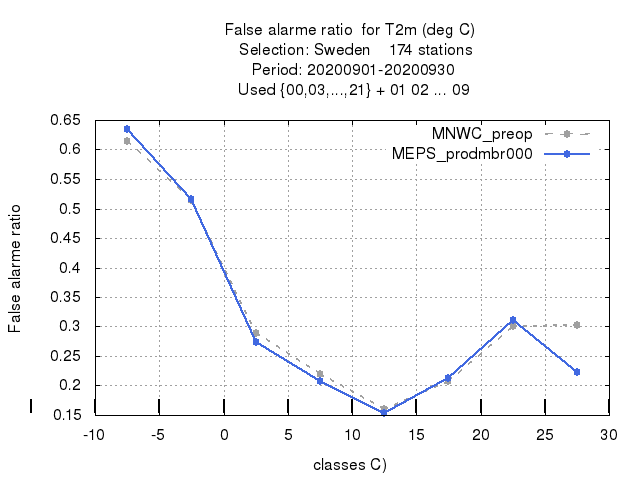 False alarme ratio  for T2m (deg C)
Selection: Sweden    174 stations
Period: 20200901-20200930
Used {00,03,...,21} + 01 02 ... 09
MNWC_preop
MEPS_prodmbr000
0.65
0.6
0.55
0.5
0.45
0.4
0.35
0.3
0.25
0.2
0.15
False alarme ratio
-10
-5
0
5
10
15
20
25
30
classes C)